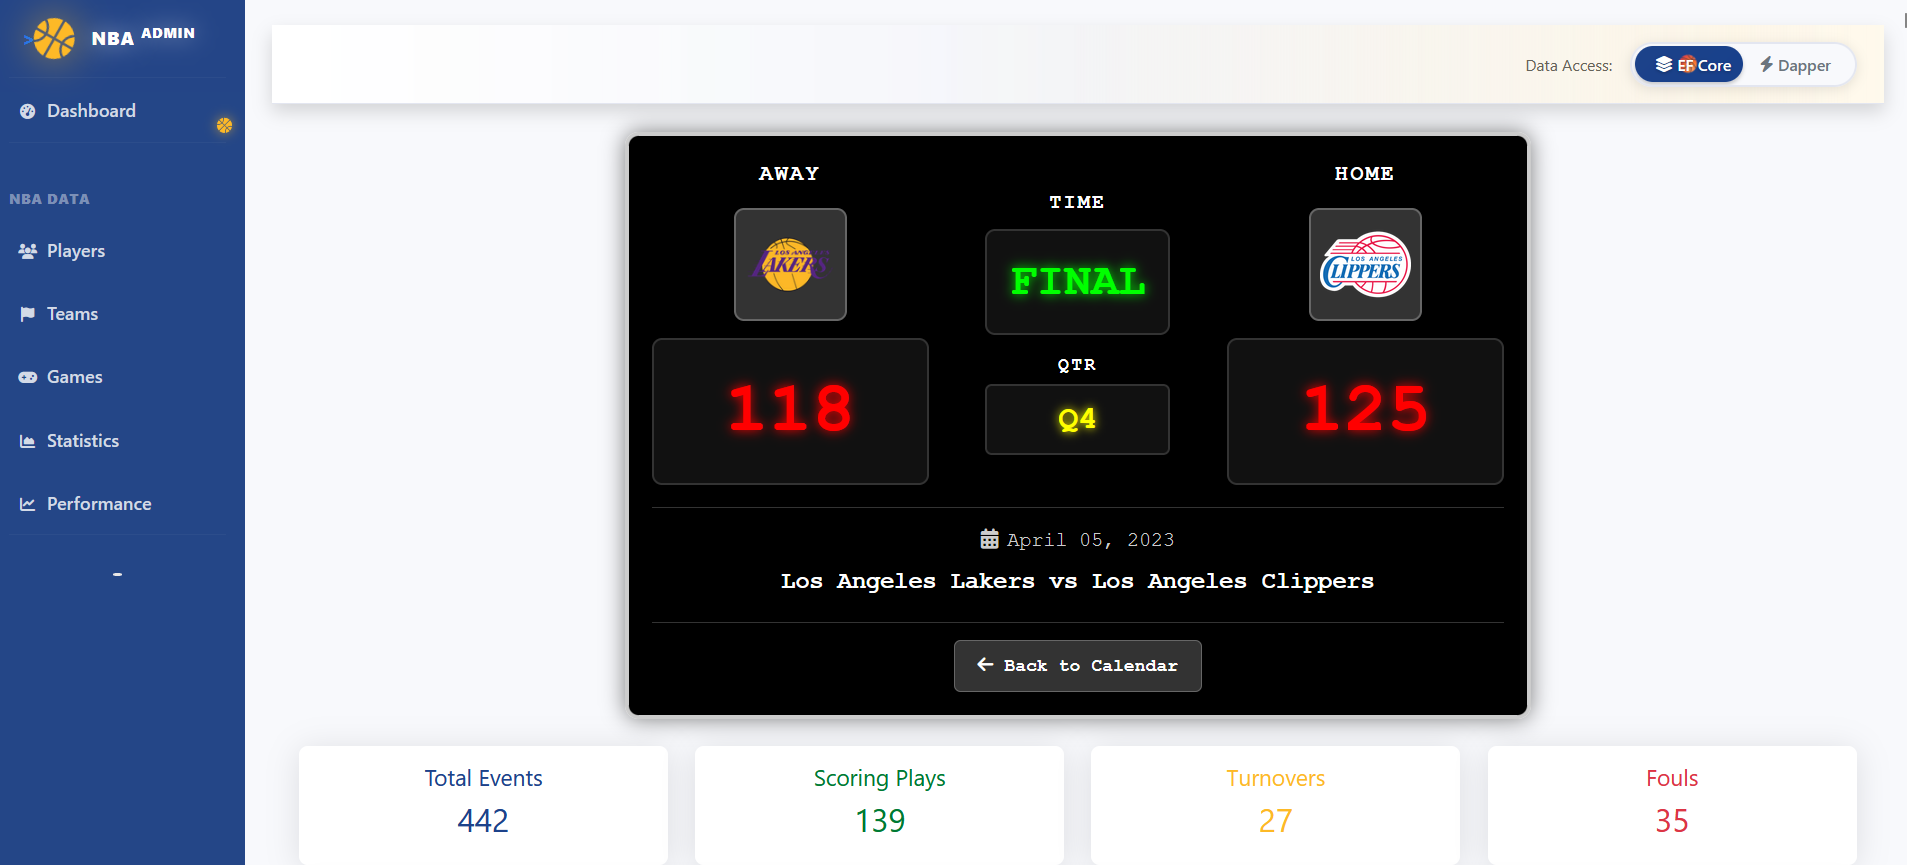 NBA ADMIN
Dashboard
NBA DATA
Players
Teams
Games
Statistics
Performance
Data Access:
EF Core
Dapper
AWAY
HOME
TIME
LOS ANGELES
LAKERS
FINAL
LOS ANGELES
CLIPPERS
118
QTR
Q4
125
April 05, 2023
Los Angeles Lakers vs Los Angeles Clippers
Back to Calendar
Total Events
442
Scoring Plays
139
Turnovers
27
Fouls
35